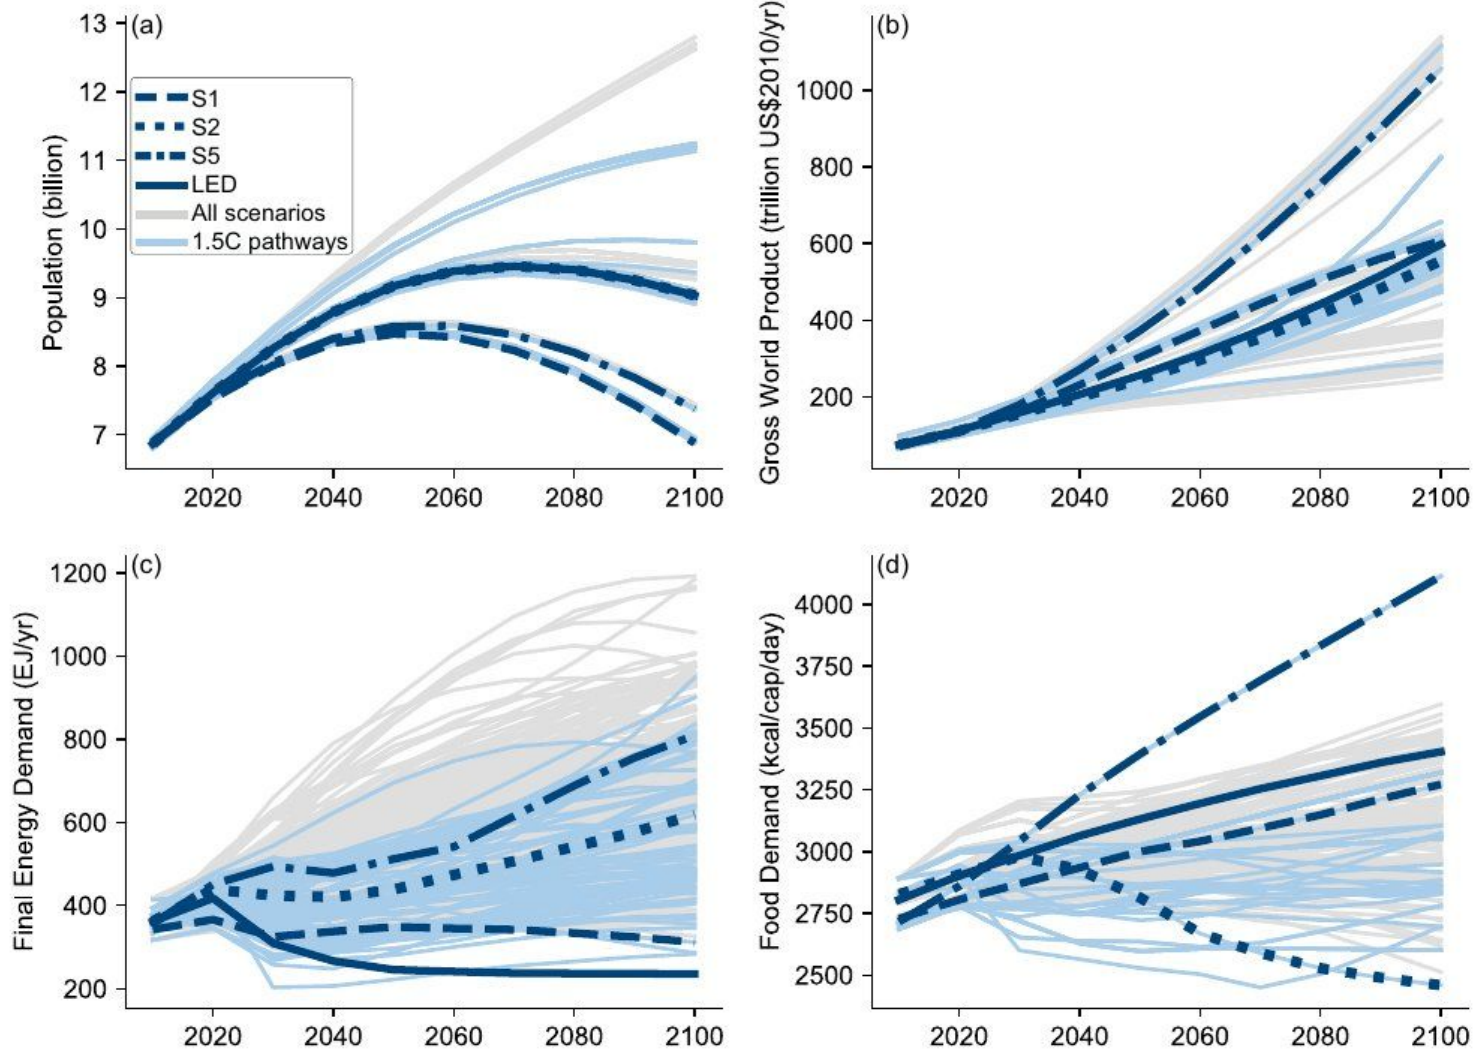 (a)
Population (billion)
13
12
11
10
9
8
7
S1
S2
S5
LED
All scenarios
1.5C pathways
2020 2040 2060 2080 2100
(b)
Gross World Product (trillion US$2010/yr)
1000
800
600
400
200
2020 2040 2060 2080 2100
(c)
Final Energy Demand (EJ/yr)
1200
1000
800
600
400
200
2020 2040 2060 2080 2100
(d)
Food Demand (kcal/cap/day)
4000
3750
3500
3250
3000
2750
2500
2020 2040 2060 2080 2100